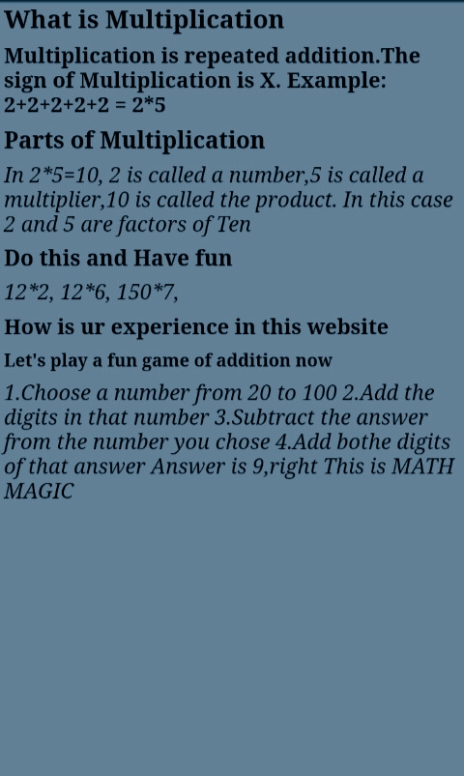 What is Multiplication
Multiplication is repeated addition.The
sign of Multiplication is X. Example:
2+2+2+2+2 = 2*5
Parts of Multiplication
In 2*5=10, 2 is called a number,5 is called a
multiplier,10 is called the product. In this case
2 and 5 are factors of Ten
Do this and Have fun
12*2, 12*6, 150*7,
How is ur experience in this website
Let's play a fun game of addition now
1.Choose a number from 20 to 100 2.Add the
digits in that number 3.Subtract the answer
from the number you chose 4.Add bothe digits
of that answer Answer is 9,right This is MATH
MAGIC